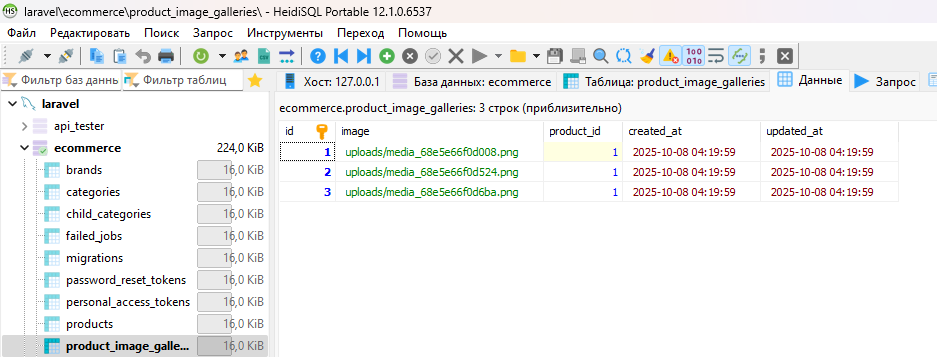 laravel\ecommerce\product_image_galleries\ - HeidiSQL Portable 12.1.0.6537
Файл Редактировать Поиск Запрос Инструменты Переход Помощь
Фильтр баз данны Фильтр таблиц
Хост: 127.0.0.1 База данных: ecommerce Таблица: product_image_galleries Данные Запрос
laravel
api_tester
ecommerce 224,0 KiB
brands 16,0 KiB
categories 16,0 KiB
child_categories 16,0 KiB
failed_jobs 16,0 KiB
migrations 16,0 KiB
password_reset_tokens 16,0 KiB
personal_access_tokens 16,0 KiB
products 16,0 KiB
product_image_galle... 16,0 KiB
ecommerce.product_image_galleries: 3 строк (приблизительно)
id image product_id created_at updated_at
1 uploads/media_68e5e66f0d008.png 1 2025-10-08 04:19:59 2025-10-08 04:19:59
2 uploads/media_68e5e66f0d524.png 1 2025-10-08 04:19:59 2025-10-08 04:19:59
3 uploads/media_68e5e66f0d6ba.png 1 2025-10-08 04:19:59 2025-10-08 04:19:59